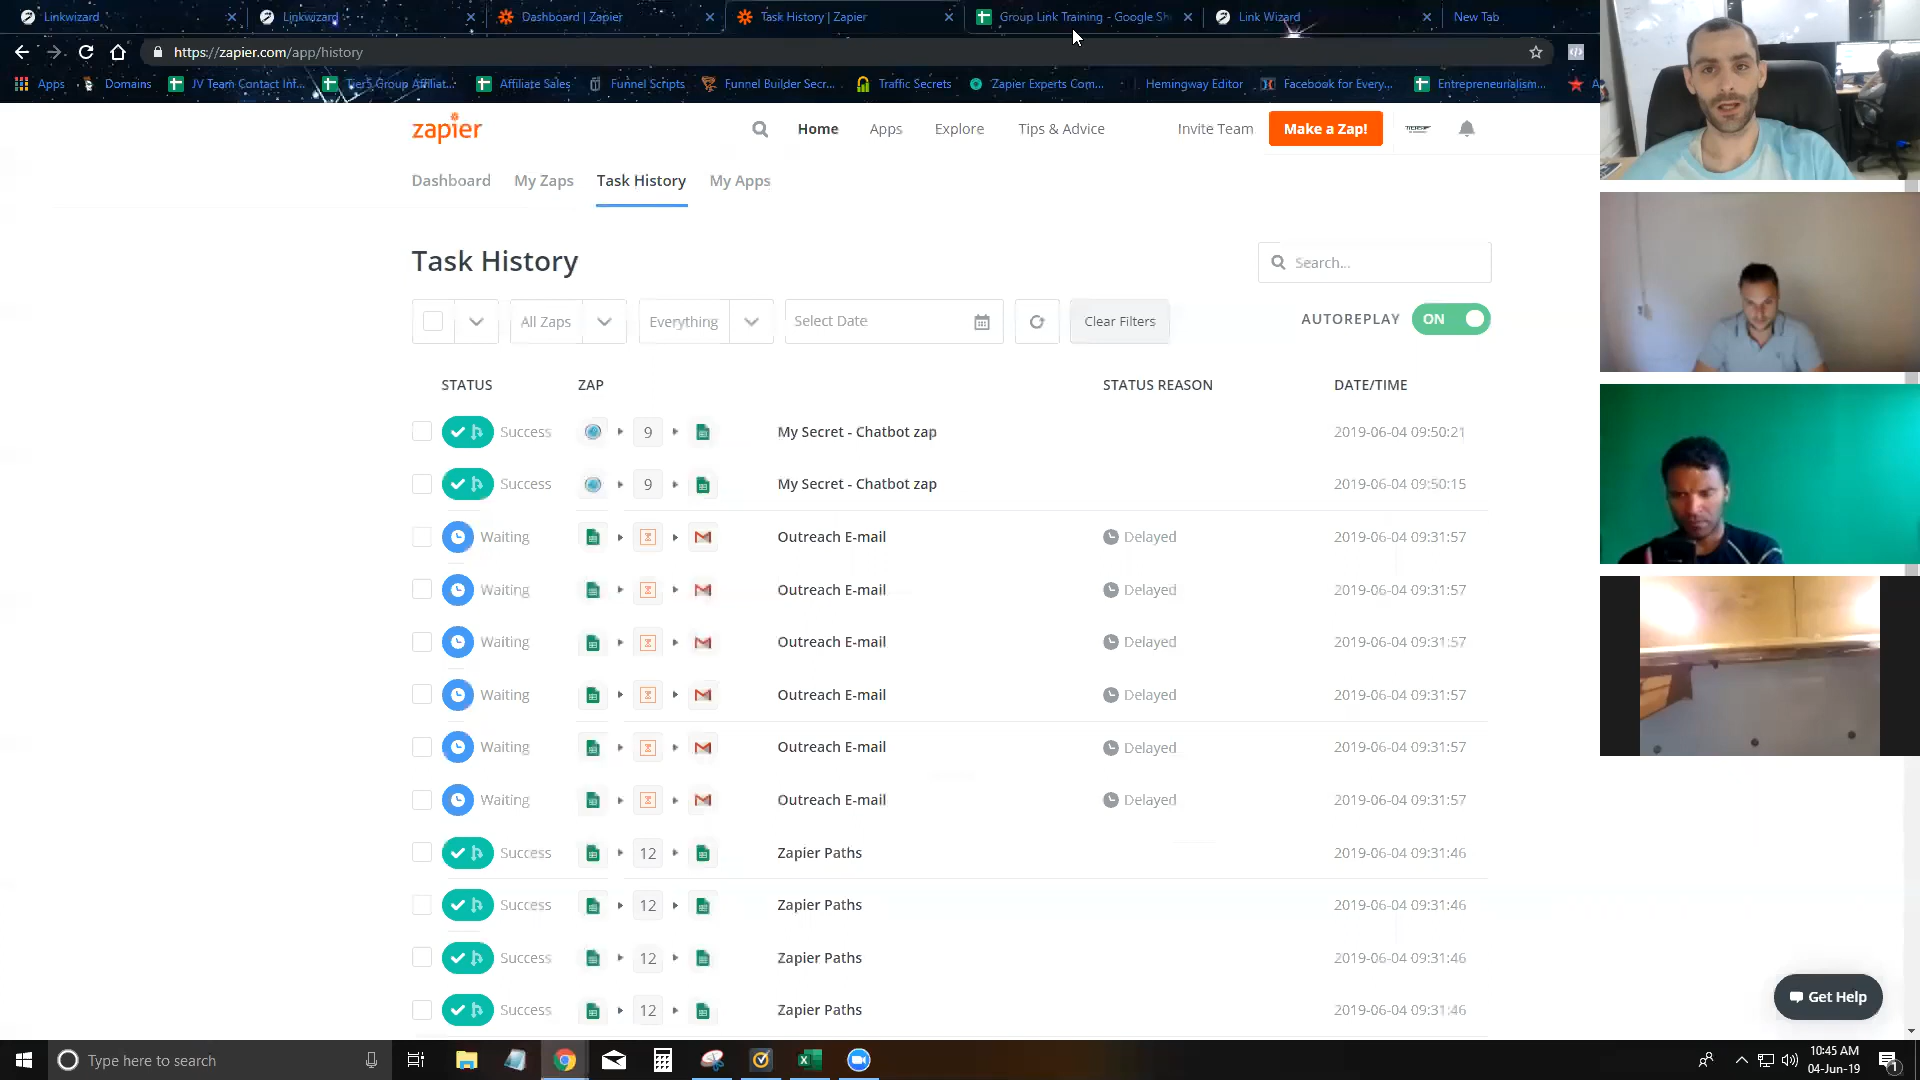 Linkwizard
Linkwizard
Dashboard | Zapier
Task History | Zapier
Group Link Training - Google Sh
Link Wizard
New Tab
https://zapier.com/app/history
Apps
Domains
JV Team Contact Inf...
Tier5 Group Affiliat...
Affiliate Sales
Funnel Scripts
Funnel Builder Secr...
Traffic Secrets
Zapier Experts Com...
Hemingway Editor
Facebook for Every...
Entrepreneurialism...
zapier
Home
Apps
Explore
Tips & Advice
Invite Team
Make a Zap!
Dashboard
My Zaps
Task History
My Apps
Task History
Search...
All Zaps
Everything
Select Date
Clear Filters
AUTOREPLAY
ON
STATUS ZAP STATUS REASON DATE/TIME
Success 9 My Secret - Chatbot zap 2019-06-04 09:50:21
Success 9 My Secret - Chatbot zap 2019-06-04 09:50:15
Waiting Outreach E-mail Delayed 2019-06-04 09:31:57
Waiting Outreach E-mail Delayed 2019-06-04 09:31:57
Waiting Outreach E-mail Delayed 2019-06-04 09:31:57
Waiting Outreach E-mail Delayed 2019-06-04 09:31:57
Waiting Outreach E-mail Delayed 2019-06-04 09:31:57
Waiting Outreach E-mail Delayed 2019-06-04 09:31:57
Success 12 Zapier Paths 2019-06-04 09:31:46
Success 12 Zapier Paths 2019-06-04 09:31:46
Success 12 Zapier Paths 2019-06-04 09:31:46
Success 12 Zapier Paths 2019-06-04 09:31:46
Get Help
Type here to search
10:45 AM
04-Jun-19
1